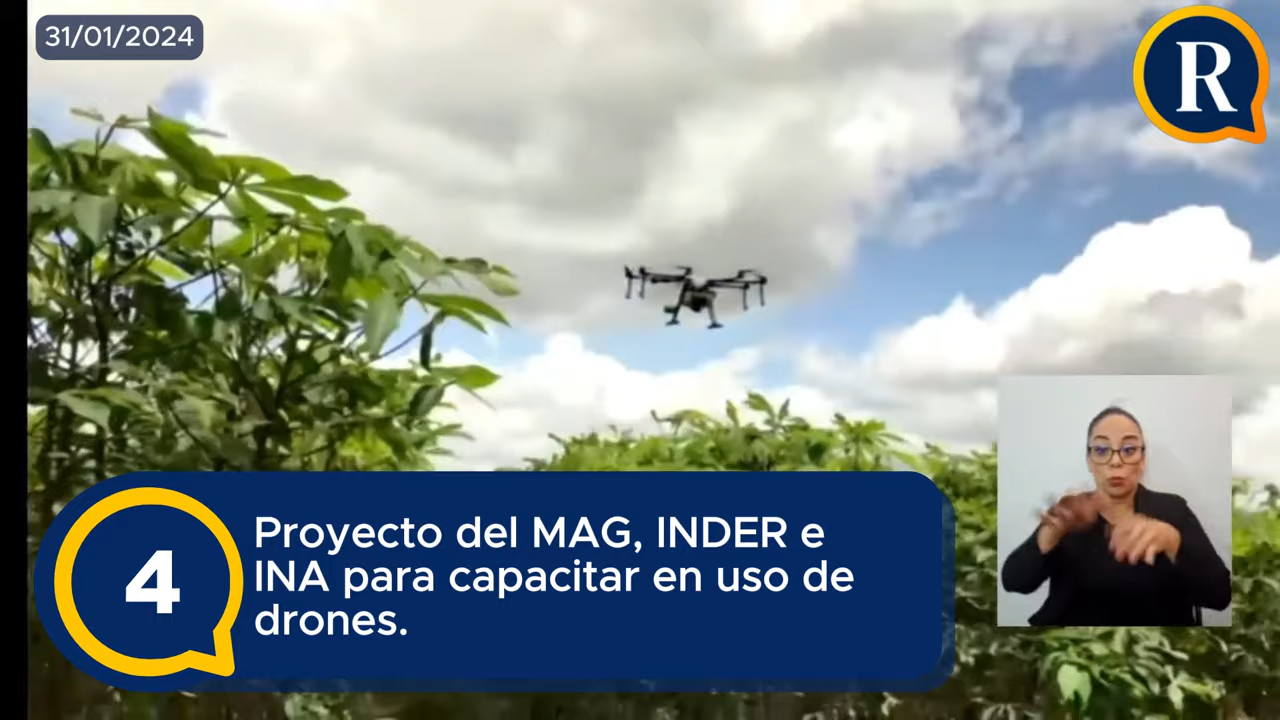 31/01/2024
R
4
Proyecto del MAG, INDER e
INA para capacitar en uso de
drones.